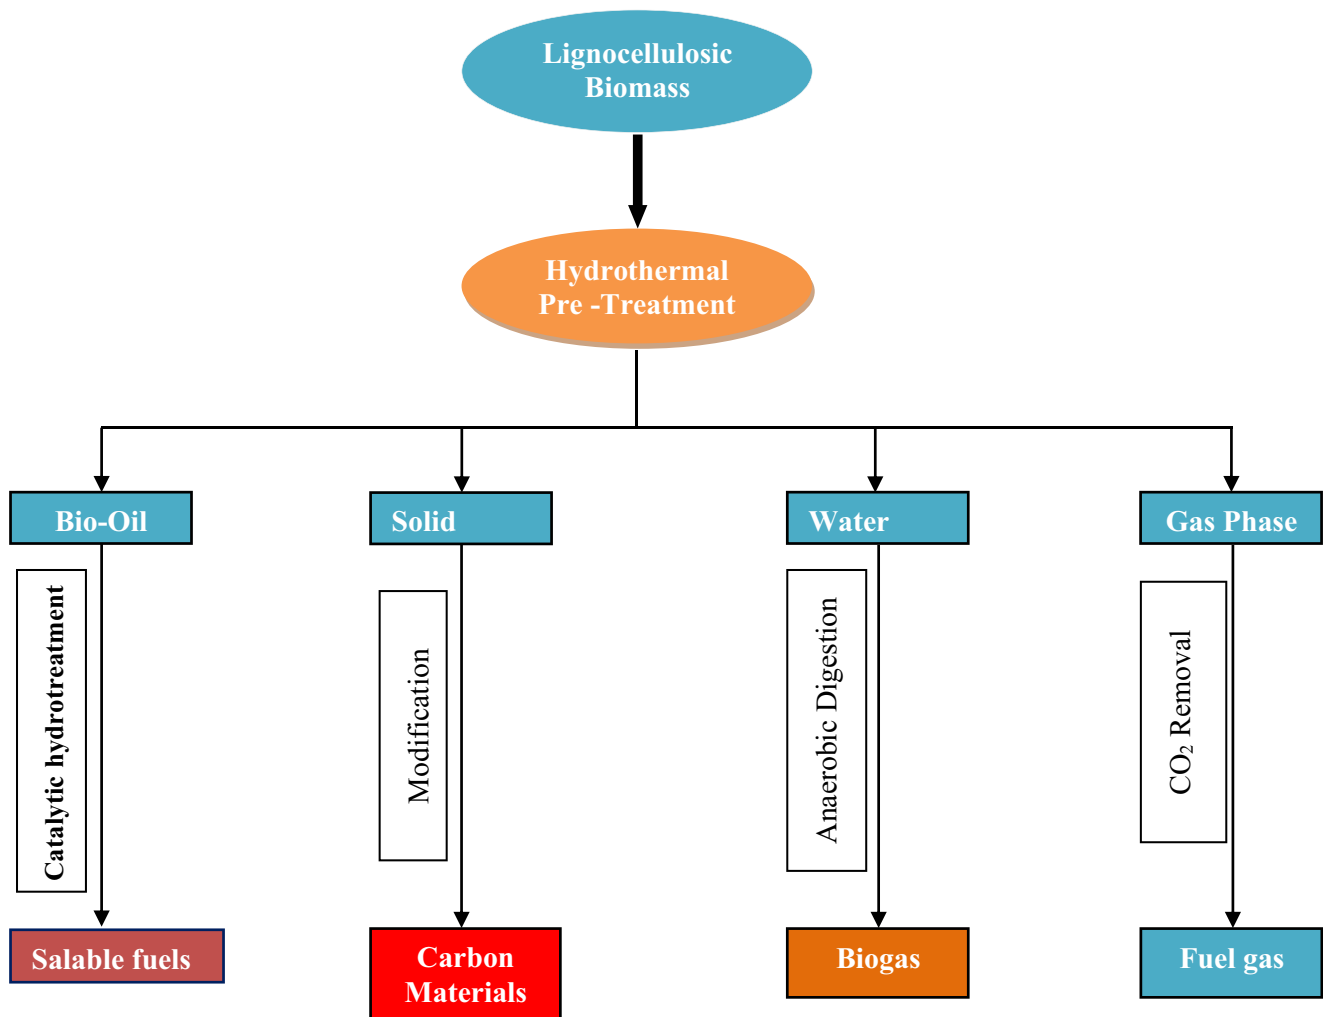 Lignocellulosic
Biomass
Hydrothermal
Pre -Treatment
Bio-Oil
Solid
Water
Gas Phase
Catalytic hydrotreatment
Modification
Anaerobic Digestion
CO₂ Removal
Salable fuels
Carbon
Materials
Biogas
Fuel gas